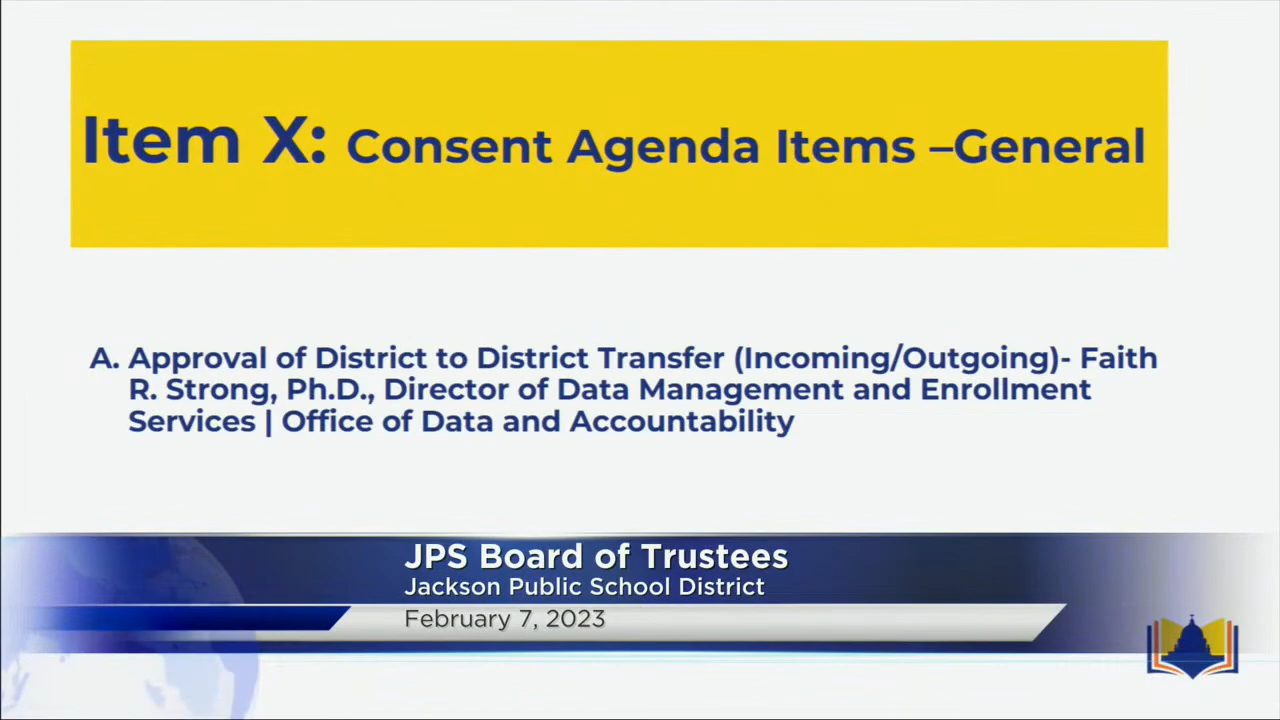 Item X: Consent Agenda Items –General
A. Approval of District to District Transfer (Incoming/Outgoing)- Faith
R. Strong, Ph.D., Director of Data Management and Enrollment
Services | Office of Data and Accountability
JPS Board of Trustees
Jackson Public School District
February 7, 2023